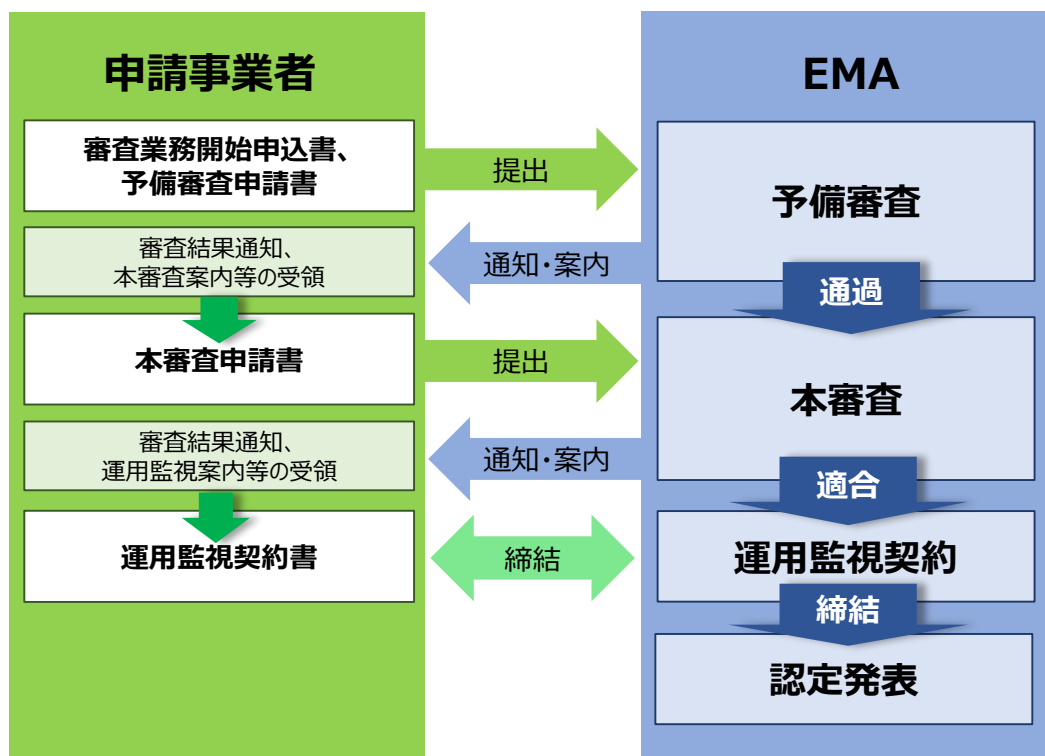 申請事業者
EMA
審査業務開始申込書、
予備審査申請書
提出
予備審査
審査結果通知、
本審査案内等の受領
通知・案内
通過
本審査申請書
提出
本審査
審査結果通知、
運用監視案内等の受領
通知・案内
適合
運用監視契約書
締結
運用監視契約
締結
認定発表